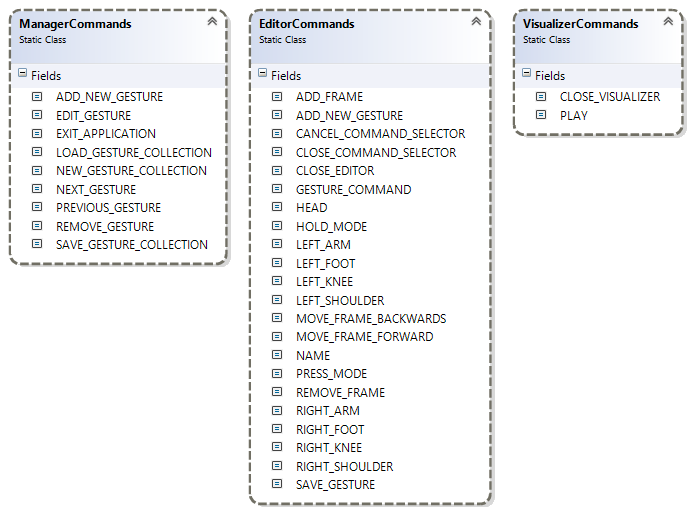 ManagerCommands
Static Class
Fields
ADD_NEW_GESTURE
EDIT_GESTURE
EXIT_APPLICATION
LOAD_GESTURE_COLLECTION
NEW_GESTURE_COLLECTION
NEXT_GESTURE
PREVIOUS_GESTURE
REMOVE_GESTURE
SAVE_GESTURE_COLLECTION
EditorCommands
Static Class
Fields
ADD_FRAME
ADD_NEW_GESTURE
CANCEL_COMMAND_SELECTOR
CLOSE_COMMAND_SELECTOR
CLOSE_EDITOR
GESTURE_COMMAND
HEAD
HOLD_MODE
LEFT_ARM
LEFT_FOOT
LEFT_KNEE
LEFT_SHOULDER
MOVE_FRAME_BACKWARDS
MOVE_FRAME_FORWARD
NAME
PRESS_MODE
REMOVE_FRAME
RIGHT_ARM
RIGHT_FOOT
RIGHT_KNEE
RIGHT_SHOULDER
SAVE_GESTURE
VisualizerCommands
Static Class
Fields
CLOSE_VISUALIZER
PLAY